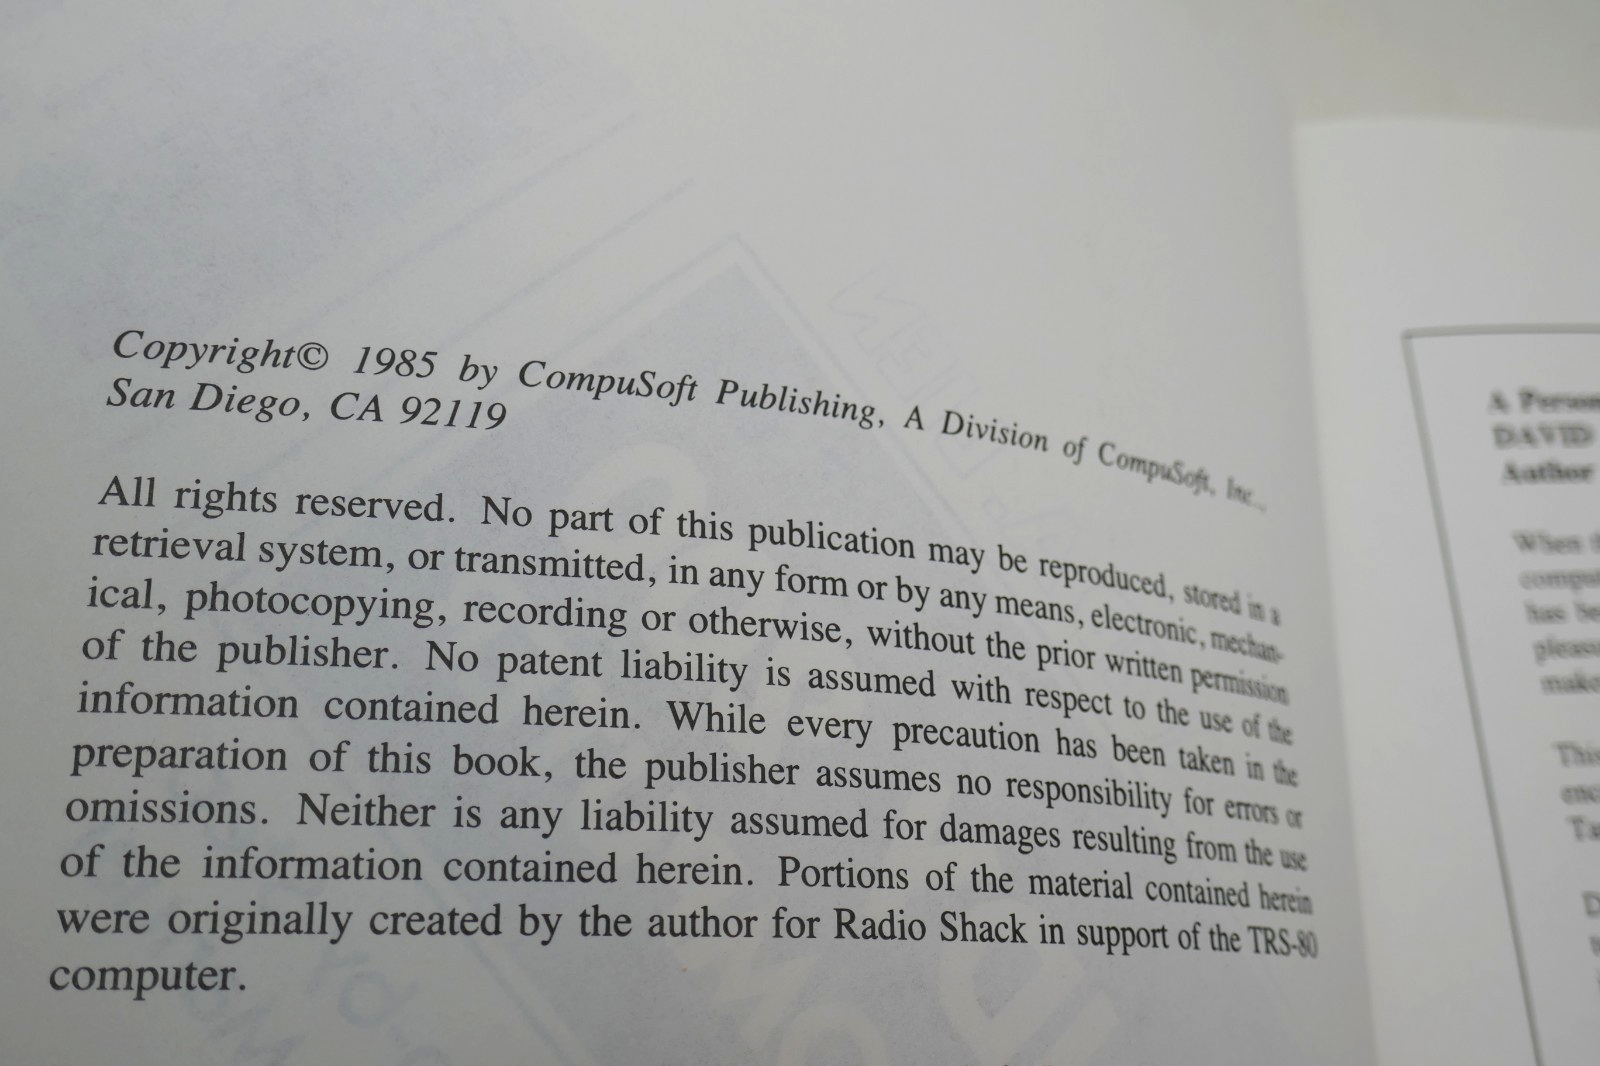 Copyright© 1985 by CompuSoft Publishing, A Division of CompuSoft, Inc.,
San Diego, CA 92119
All rights reserved. No part of this publication may be reproduced, stored in a
retrieval system, or transmitted, in any form or by any means, electronic, mechan-
ical, photocopying, recording or otherwise, without the prior written permission
of the publisher. No patent liability is assumed with respect to the use of the
information contained herein. While every precaution has been taken in the
preparation of this book, the publisher assumes no responsibility for errors or
omissions. Neither is any liability assumed for damages resulting from the use
of the information contained herein. Portions of the material contained herein
were originally created by the author for Radio Shack in support of the TRS-80
computer.
A
DAVID
Author
When
This